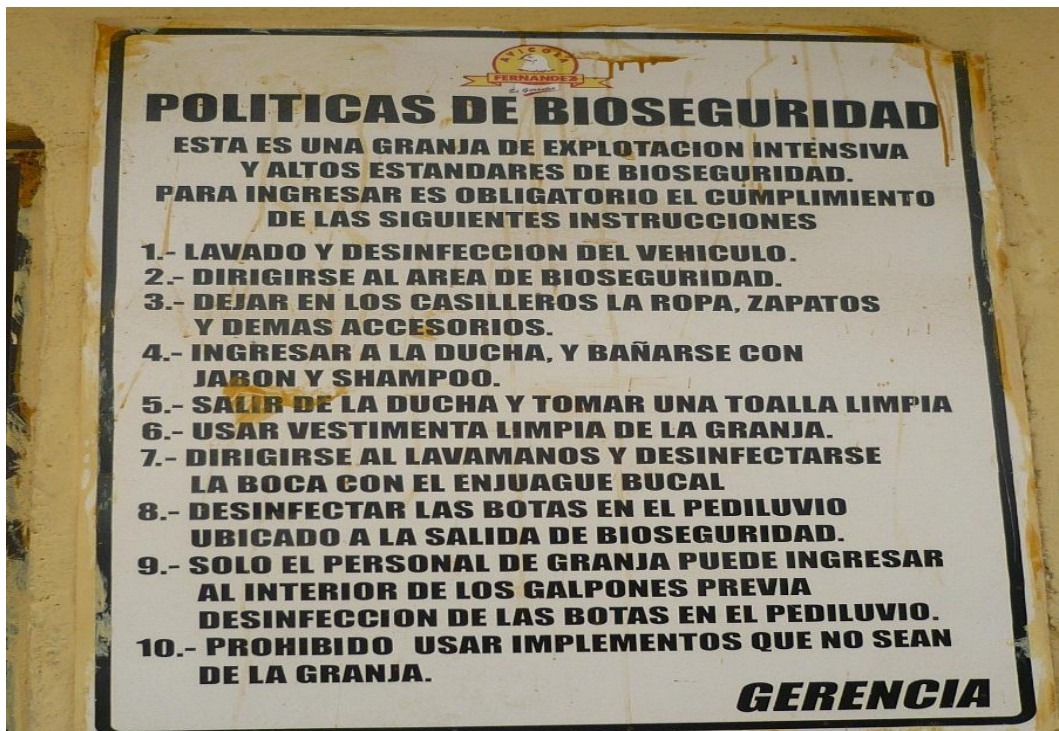 AVICOLA
FERNANDEZ
POLITICAS DE BIOSEGURIDAD
ESTA ES UNA GRANJA DE EXPLOTACION INTENSIVA
Y ALTOS ESTANDARES DE BIOSEGURIDAD.
PARA INGRESAR ES OBLIGATORIO EL CUMPLIMIENTO
DE LAS SIGUIENTES INSTRUCCIONES
1.- LAVADO Y DESINFECCION DEL VEHICULO.
2.- DIRIGIRSE AL AREA DE BIOSEGURIDAD.
3.- DEJAR EN LOS CASILLEROS LA ROPA, ZAPATOS
Y DEMAS ACCESORIOS.
4.- INGRESAR A LA DUCHA, Y BAÑARSE CON
JABON Y SHAMPOO.
5.- SALIR DE LA DUCHA Y TOMAR UNA TOALLA LIMPIA
6.- USAR VESTIMENTA LIMPIA DE LA GRANJA.
7.- DIRIGIRSE AL LAVAMANOS Y DESINFECTARSE
LA BOCA CON EL ENJUAGUE BUCAL
8.- DESINFECTAR LAS BOTAS EN EL PEDILUVIO
UBICADO A LA SALIDA DE BIOSEGURIDAD.
9.- SOLO EL PERSONAL DE GRANJA PUEDE INGRESAR
AL INTERIOR DE LOS GALPONES PREVIA
DESINFECCION DE LAS BOTAS EN EL PEDILUVIO.
10.- PROHIBIDO USAR IMPLEMENTOS QUE NO SEAN
DE LA GRANJA.
GERENCIA